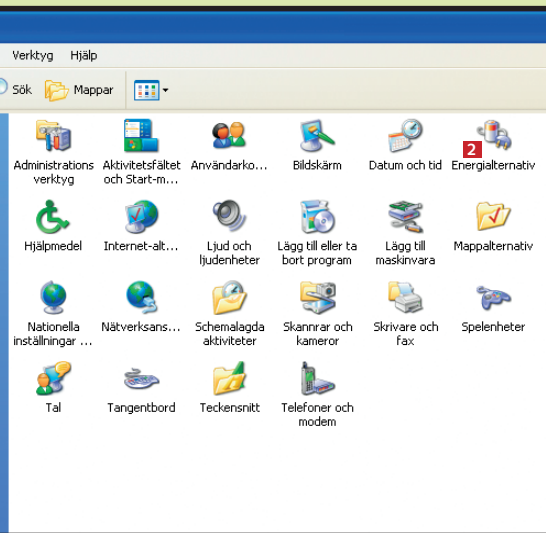 Verktyg Hjälp
Sök Mappar
2
Administrations
verktyg
Aktivitetsfältet
och Start-m...
Användarko...
Bildskärm
Datum och tid
Energialternativ
Hjälpmedel
Internet-alt...
Ljud och
ljudenheter
Lägg till eller ta
bort program
Lägg till
maskinvara
Mappalternativ
Nationella
inställningar ...
Nätverksans...
Schemalagda
aktiviteter
Skannrar och
kameror
Skrivare och
fax
Spelenheter
Tal
Tangentbord
Teckensnitt
Telefoner och
modem